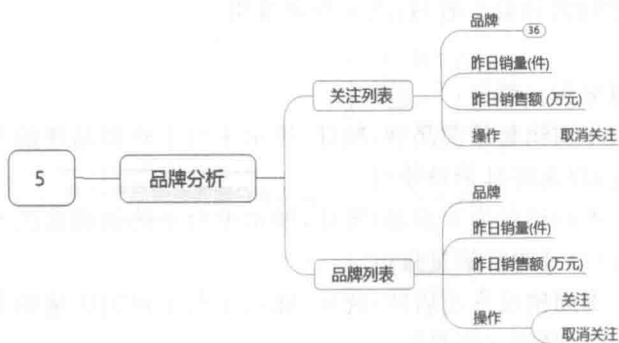 5
品牌分析
关注列表
品牌
36
昨日销量(件)
昨日销售额 (万元)
操作
取消关注
品牌列表
品牌
昨日销量(件)
昨日销售额 (万元)
操作
关注
取消关注